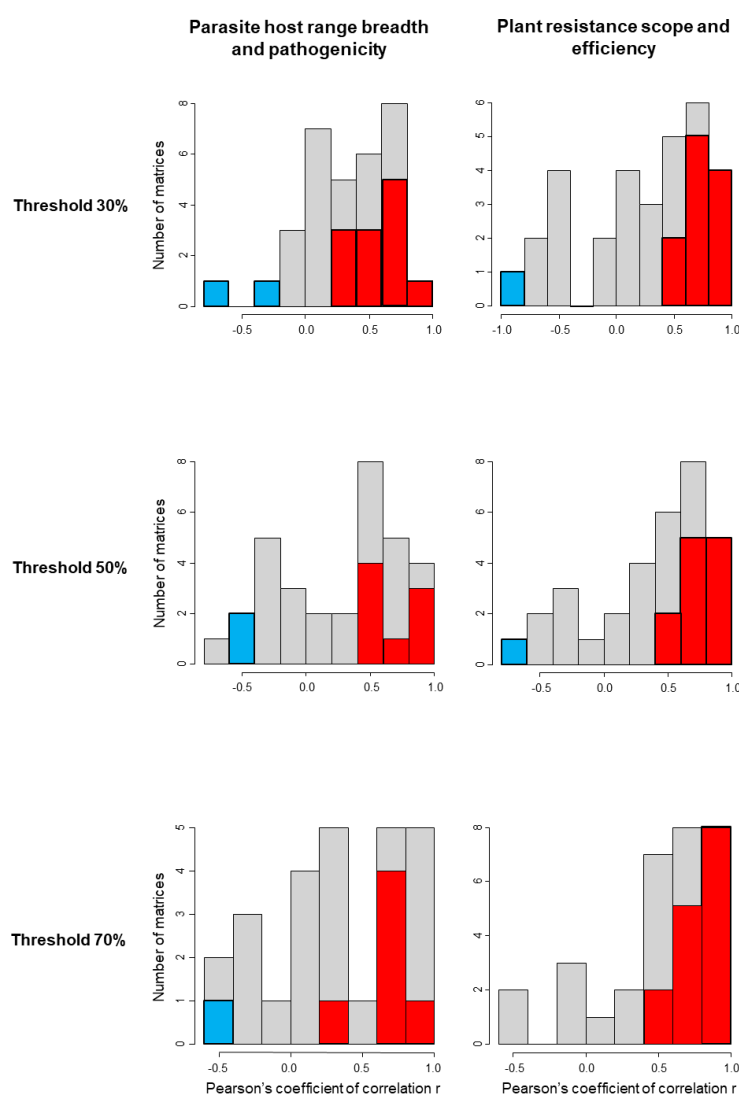 Parasite host range breadth
and pathogenicity
Plant resistance scope and
efficiency
Threshold 30%
Number of matrices
0 2 4 6 8
-0.5 0.0 0.5 1.0
0 1 2 3 4 5 6
-1.0 -0.5 0.0 0.5 1.0
Threshold 50%
Number of matrices
0 2 4 6 8
-0.5 0.0 0.5 1.0
0 2 4 6 8
-0.5 0.0 0.5 1.0
Threshold 70%
Number of matrices
0 1 2 3 4 5
-0.5 0.0 0.5 1.0
Pearson's coefficient of correlation r
0 2 4 6 8
-0.5 0.0 0.5 1.0
Pearson's coefficient of correlation r